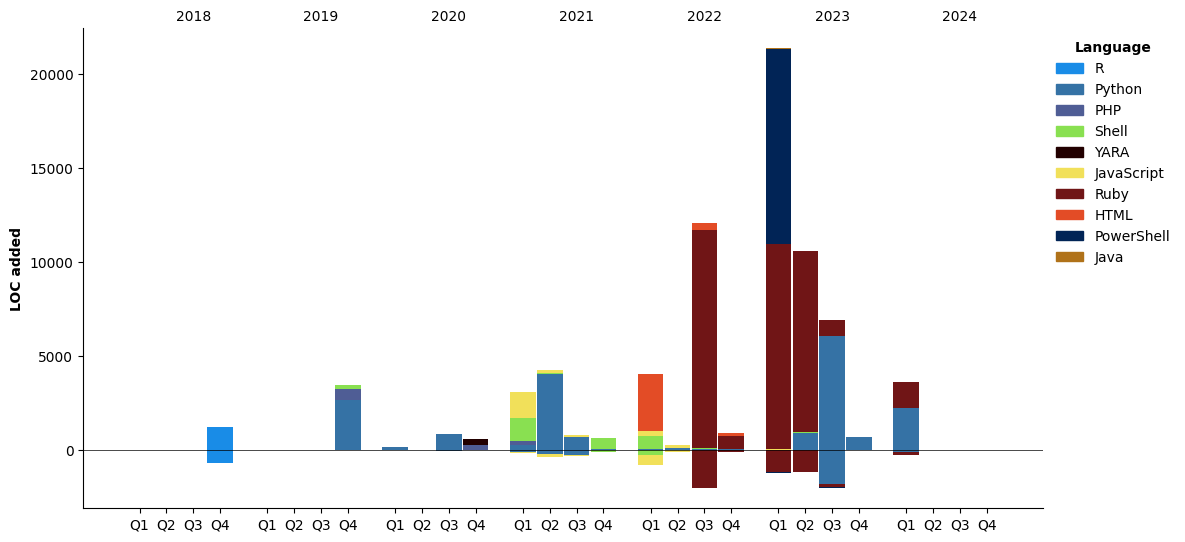 2018 2019 2020 2021 2022 2023 2024
Language
R
Python
PHP
Shell
YARA
JavaScript
Ruby
HTML
PowerShell
Java
LOC added
20000
15000
10000
5000
0
Q1 Q2 Q3 Q4 Q1 Q2 Q3 Q4 Q1 Q2 Q3 Q4 Q1 Q2 Q3 Q4 Q1 Q2 Q3 Q4 Q1 Q2 Q3 Q4 Q1 Q2 Q3 Q4